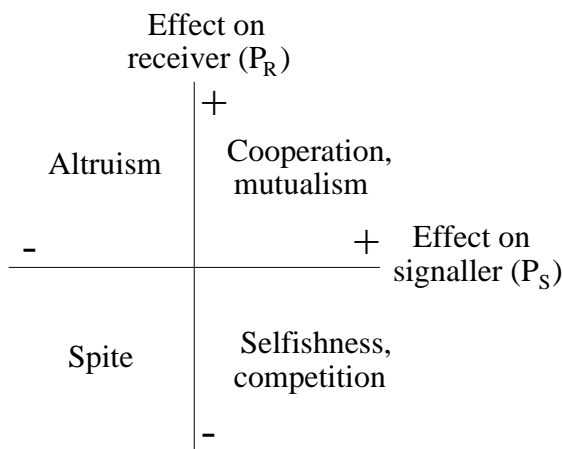 Effect on
receiver (P_R)
+
Altruism
Cooperation,
mutualism
-
+
Effect on
signaller (P_S)
Spite
Selfishness,
competition
-